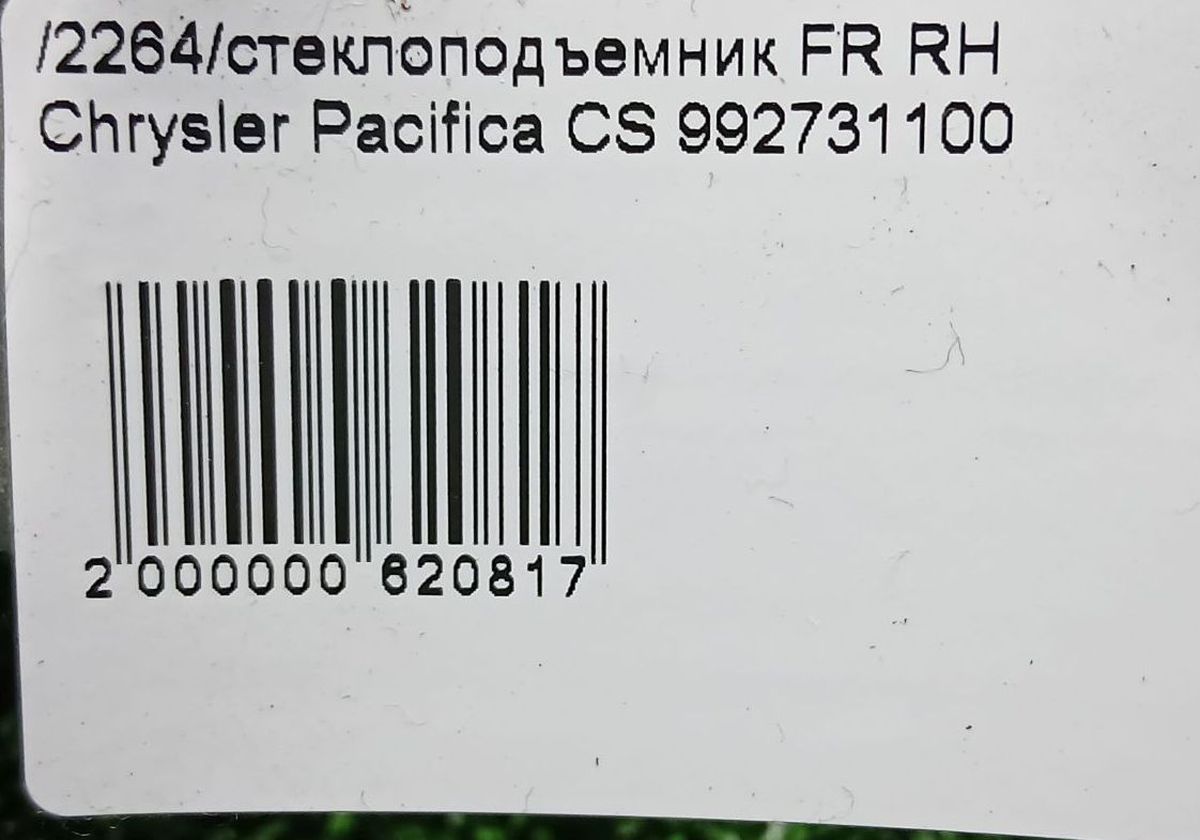 /2264/стеклоподъемник FR RH
Chrysler Pacifica CS 992731100
2 000000 620817